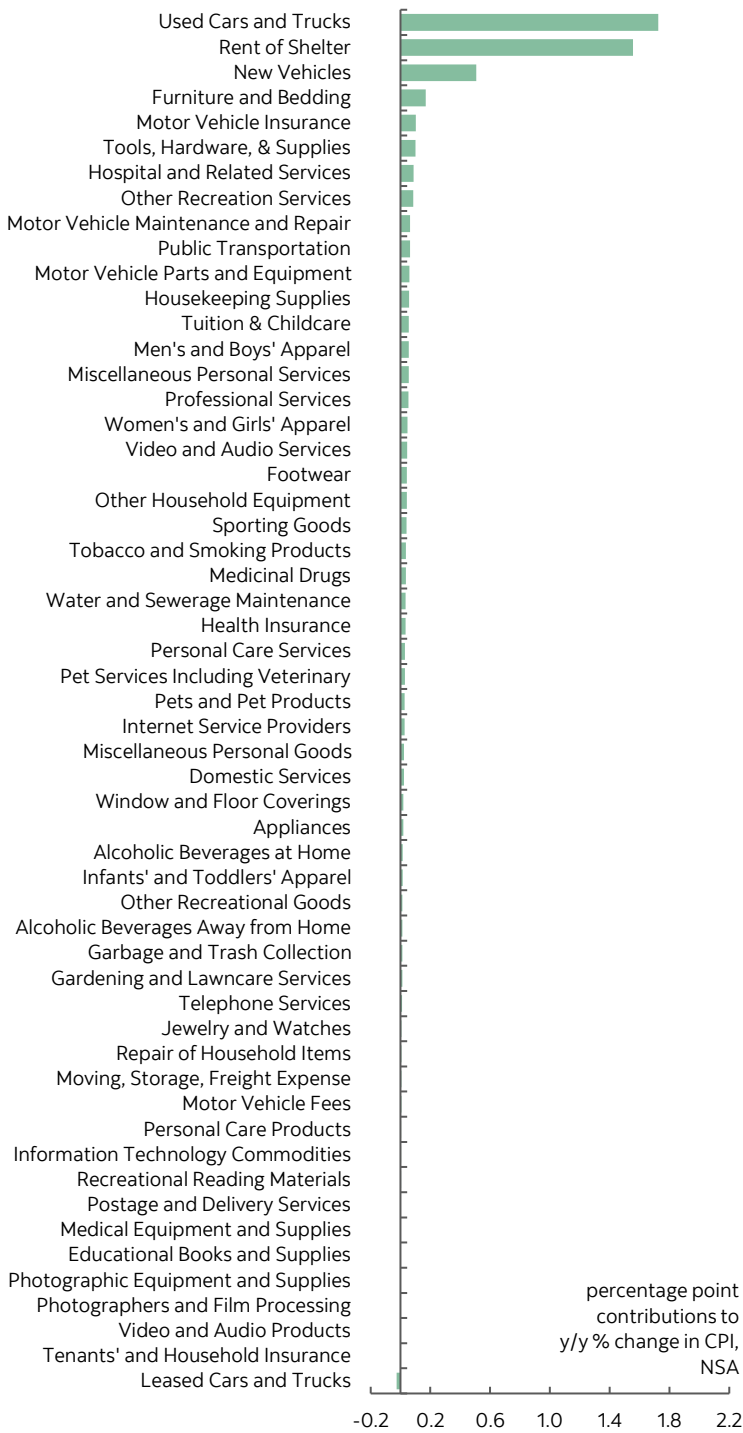 Used Cars and Trucks
Rent of Shelter
New Vehicles
Furniture and Bedding
Motor Vehicle Insurance
Tools, Hardware, & Supplies
Hospital and Related Services
Other Recreation Services
Motor Vehicle Maintenance and Repair
Public Transportation
Motor Vehicle Parts and Equipment
Housekeeping Supplies
Tuition & Childcare
Men's and Boys' Apparel
Miscellaneous Personal Services
Professional Services
Women's and Girls' Apparel
Video and Audio Services
Footwear
Other Household Equipment
Sporting Goods
Tobacco and Smoking Products
Medicinal Drugs
Water and Sewerage Maintenance
Health Insurance
Personal Care Services
Pet Services Including Veterinary
Pets and Pet Products
Internet Service Providers
Miscellaneous Personal Goods
Domestic Services
Window and Floor Coverings
Appliances
Alcoholic Beverages at Home
Infants' and Toddlers' Apparel
Other Recreational Goods
Alcoholic Beverages Away from Home
Garbage and Trash Collection
Gardening and Lawncare Services
Telephone Services
Jewelry and Watches
Repair of Household Items
Moving, Storage, Freight Expense
Motor Vehicle Fees
Personal Care Products
Information Technology Commodities
Recreational Reading Materials
Postage and Delivery Services
Medical Equipment and Supplies
Educational Books and Supplies
Photographic Equipment and Supplies
Photographers and Film Processing
Video and Audio Products
Tenants' and Household Insurance
Leased Cars and Trucks
percentage point
contributions to
y/y % change in CPI,
NSA
-0.2 0.2 0.6 1.0 1.4 1.8 2.2